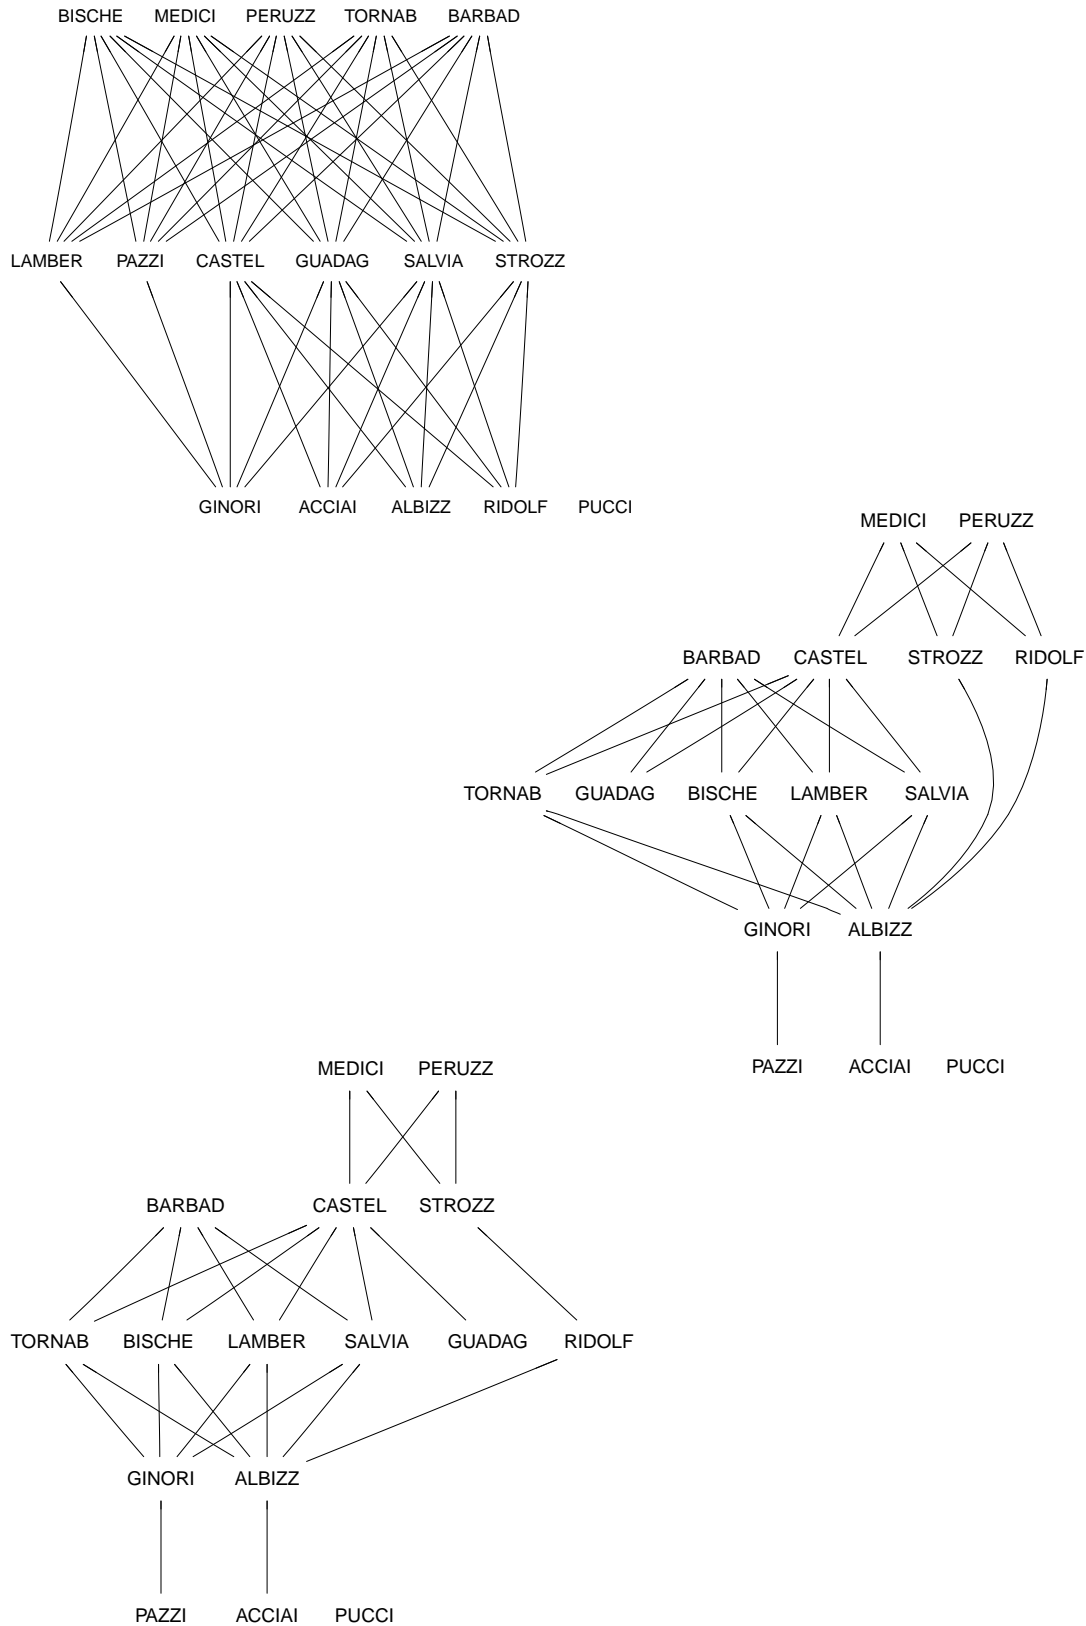 BISCHE MEDICI PERUZZ TORNAB BARBAD
LAMBER PAZZI CASTEL GUADAG SALVIA STROZZ
GINORI ACCIAI ALBIZZ RIDOLF PUCCI
MEDICI PERUZZ
BARBAD CASTEL STROZZ RIDOLF
TORNAB GUADAG BISCHE LAMBER SALVIA
GINORI ALBIZZ
PAZZI ACCIAI PUCCI
MEDICI PERUZZ
BARBAD CASTEL STROZZ
TORNAB BISCHE LAMBER SALVIA GUADAG RIDOLF
GINORI ALBIZZ
PAZZI ACCIAI PUCCI